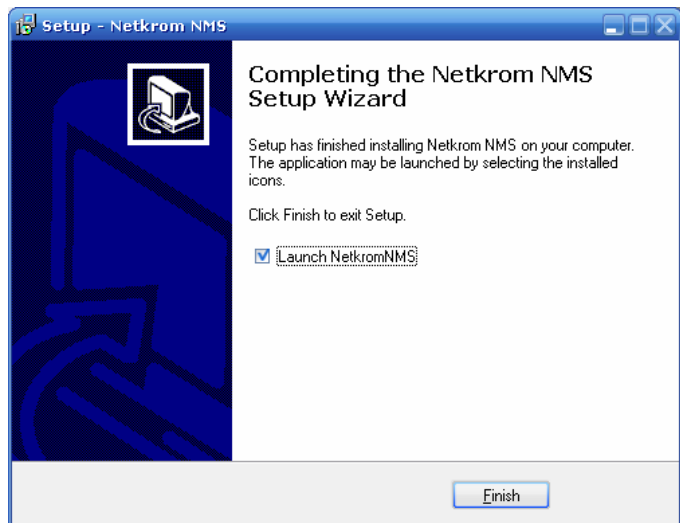 Setup - Netkrom NMS
Completing the Netkrom NMS
Setup Wizard
Setup has finished installing Netkrom NMS on your computer.
The application may be launched by selecting the installed
icons.
Click Finish to exit Setup.
Launch NetkromNMS
Finish